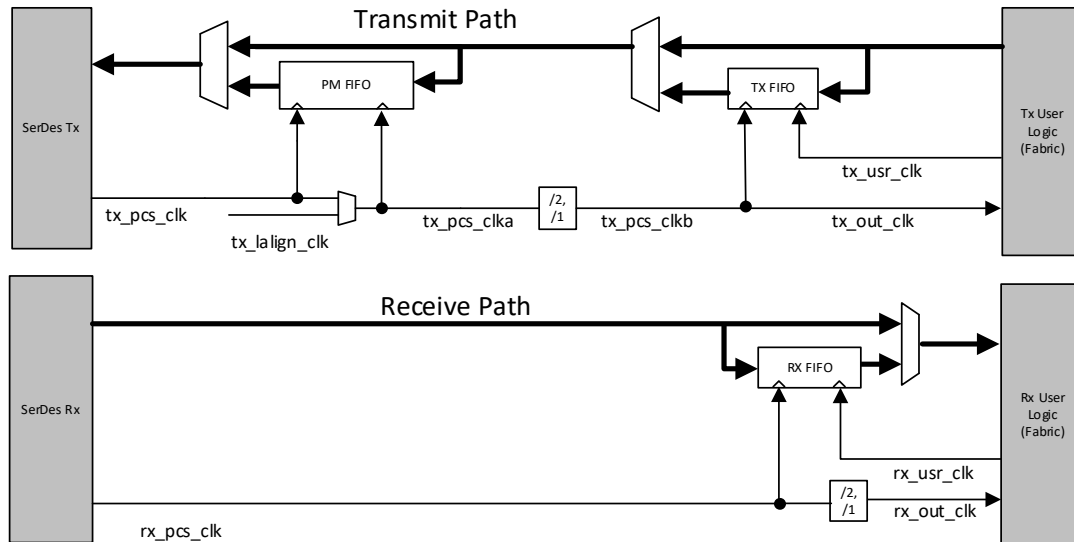 Transmit Path
PM FIFO
TX FIFO
SerDes Tx
Tx User
Logic
(Fabric)
tx_usr_clk
tx_pcs_clk
tx_lalign_clk
tx_pcs_clka
/2,
/1
tx_pcs_clkb
tx_out_clk
Receive Path
RX FIFO
SerDes Rx
Rx User
Logic
(Fabric)
rx_usr_clk
/2,
/1
rx_out_clk
rx_pcs_clk